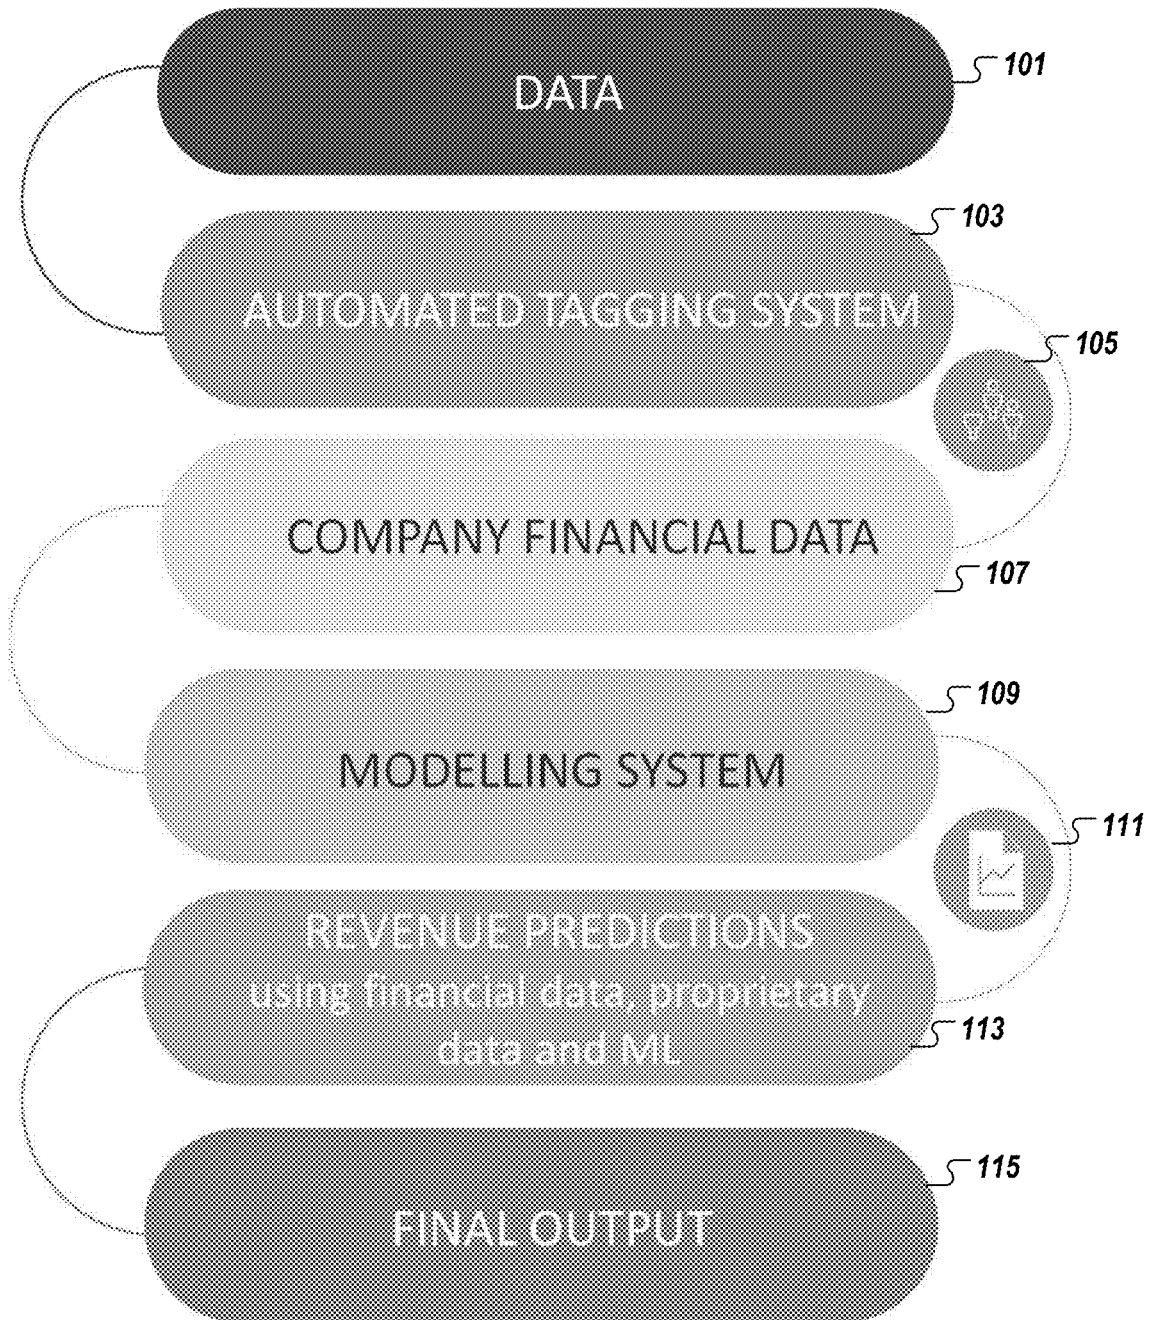 DATA
101
103
AUTOMATED TAGGING SYSTEM
105
COMPANY FINANCIAL DATA
107
109
MODELLING SYSTEM
111
REVENUE PREDICTIONS
using financial data, proprietary
data and ML
113
115
FINAL OUTPUT